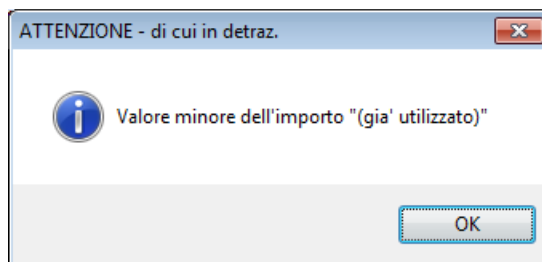 ATTENZIONE - di cui in detraz.
Valore minore dell'importo "(gia' utilizzato)"
OK